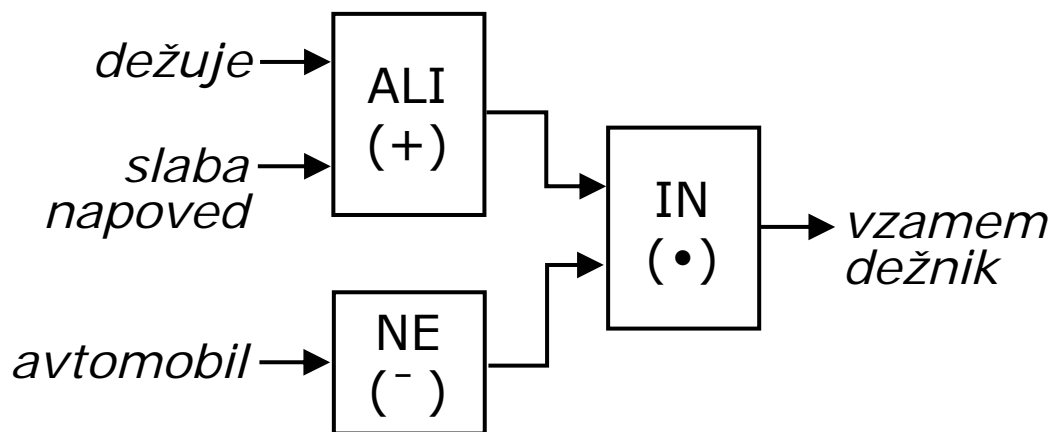 dežuje
slaba
napoved
ALI
(+)
avtomobil
NE
(¯)
IN
(•)
vzamem
dežnik